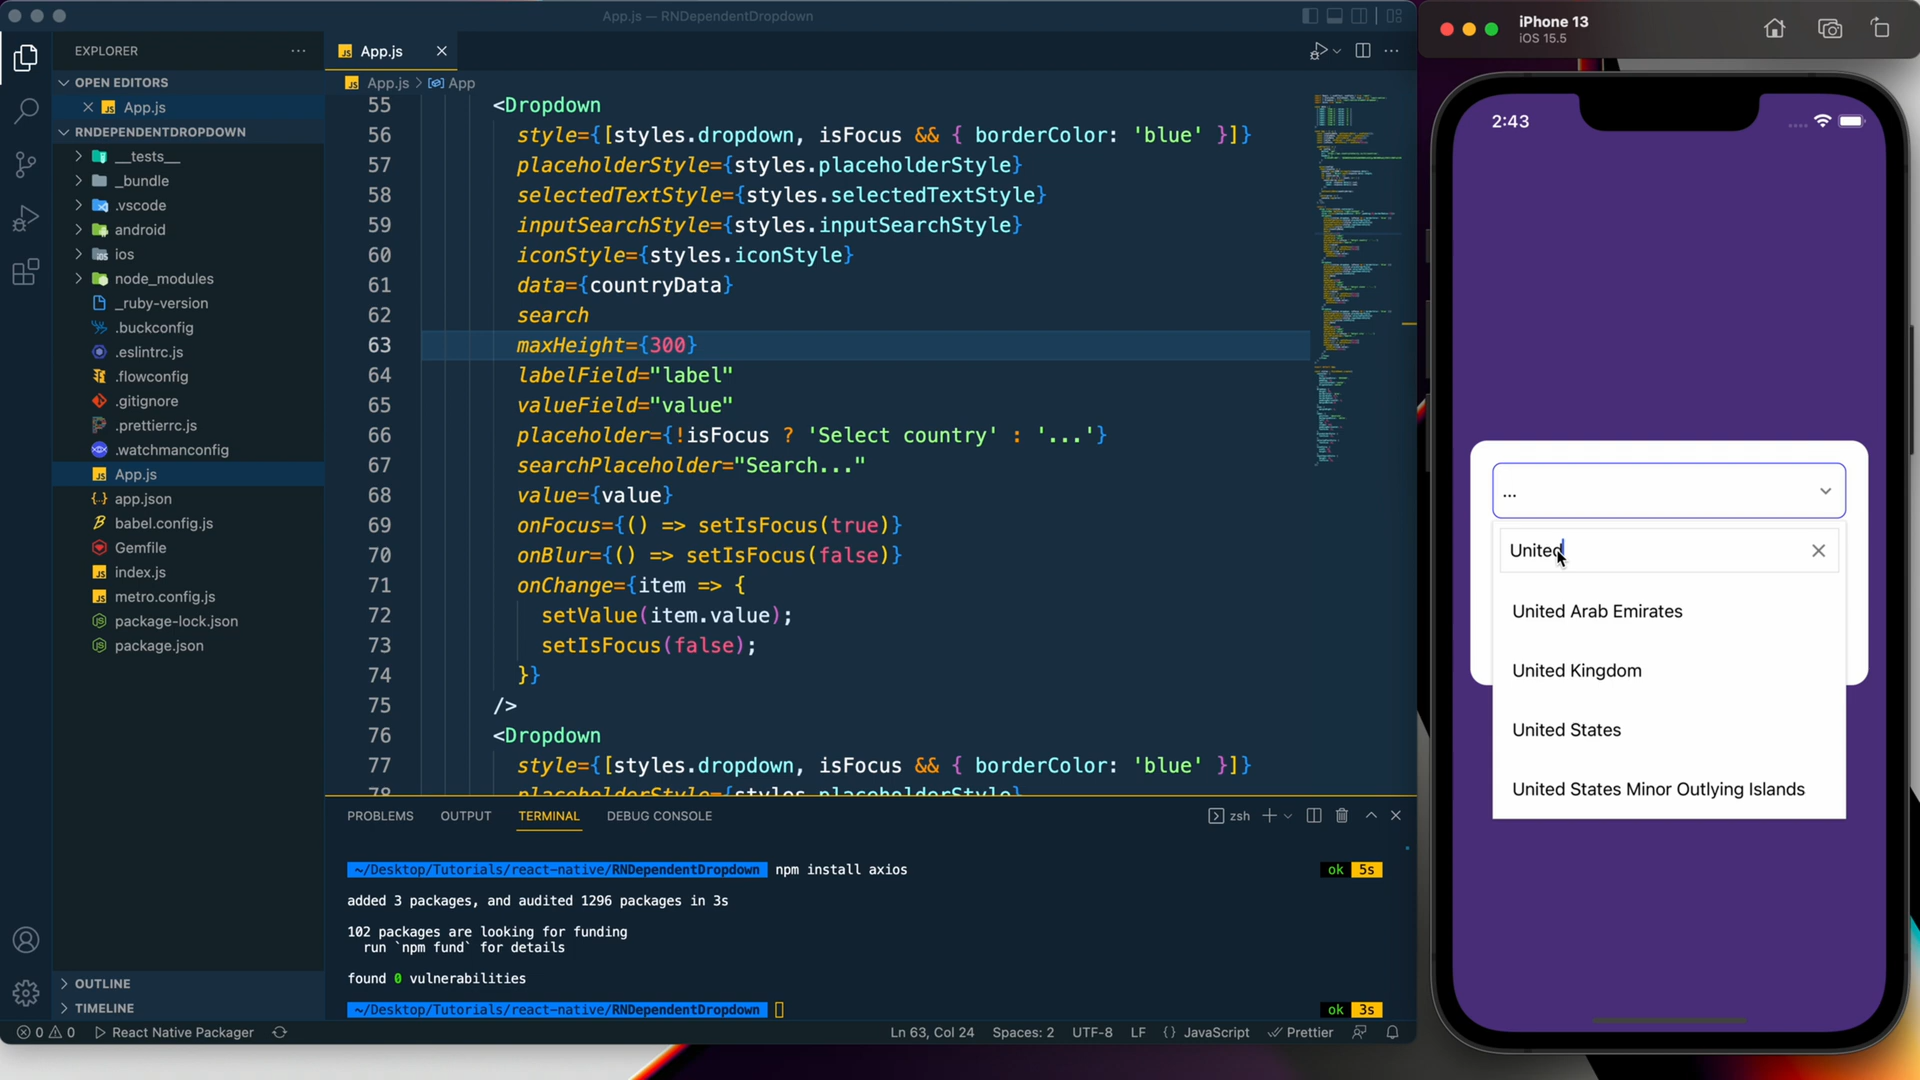 App.js — RNDependentDropdown
EXPLORER
OPEN EDITORS
App.js
RNDEPENDENTDROPDOWN
__tests__
_bundle
.vscode
android
ios
node_modules
_ruby-version
.buckconfig
.eslintrc.js
.flowconfig
.gitignore
.prettierrc.js
.watchmanconfig
App.js
app.json
babel.config.js
Gemfile
index.js
metro.config.js
package-lock.json
package.json
OUTLINE
TIMELINE
App.js
App.js > App
55 <Dropdown
56 style={[styles.dropdown, isFocus && { borderColor: 'blue' }]}
57 placeholderStyle={styles.placeholderStyle}
58 selectedTextStyle={styles.selectedTextStyle}
59 inputSearchStyle={styles.inputSearchStyle}
60 iconStyle={styles.iconStyle}
61 data={countryData}
62 search
63 maxHeight={300}
64 labelField="label"
65 valueField="value"
66 placeholder={!isFocus ? 'Select country' : '...'}
67 searchPlaceholder="Search..."
68 value={value}
69 onFocus={() => setIsFocus(true)}
70 onBlur={() => setIsFocus(false)}
71 onChange={item => {
72 setValue(item.value);
73 setIsFocus(false);
74 }}
75 />
76 <Dropdown
77 style={[styles.dropdown, isFocus && { borderColor: 'blue' }]}
78 placeholderStyle={styles.placeholderStyle}
PROBLEMS OUTPUT TERMINAL DEBUG CONSOLE
zsh
~/Desktop/Tutorials/react-native/RNDependentDropdown npm install axios ok 5s
added 3 packages, and audited 1296 packages in 3s
102 packages are looking for funding
run `npm fund` for details
found 0 vulnerabilities
~/Desktop/Tutorials/react-native/RNDependentDropdown ok 3s
0 0 React Native Packager Ln 63, Col 24 Spaces: 2 UTF-8 LF {} JavaScript Prettier
iPhone 13
iOS 15.5
2:43
...
United
United Arab Emirates
United Kingdom
United States
United States Minor Outlying Islands